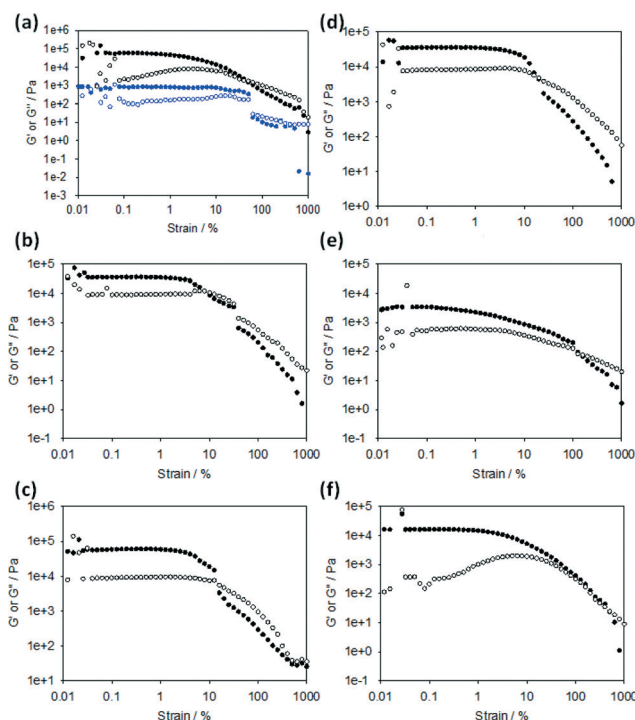 (a)
G' or G'' / Pa
1e+6
1e+5
1e+4
1e+3
1e+2
1e+1
1e+0
1e-1
1e-2
1e-3
0.01 0.1 1 10 100 1000
Strain / %
(d)
G' or G'' / Pa
1e+5
1e+4
1e+3
1e+2
1e+1
1e+0
0.01 0.1 1 10 100 1000
Strain / %
(b)
G' or G'' / Pa
1e+5
1e+4
1e+3
1e+2
1e+1
1e+0
1e-1
0.01 0.1 1 10 100 1000
Strain / %
(e)
G' or G'' / Pa
1e+5
1e+4
1e+3
1e+2
1e+1
1e+0
1e-1
0.01 0.1 1 10 100 1000
Strain / %
(c)
G' or G'' / Pa
1e+6
1e+5
1e+4
1e+3
1e+2
1e+1
0.01 0.1 1 10 100 1000
Strain / %
(f)
G' or G'' / Pa
1e+5
1e+4
1e+3
1e+2
1e+1
1e+0
0.01 0.1 1 10 100 1000
Strain / %